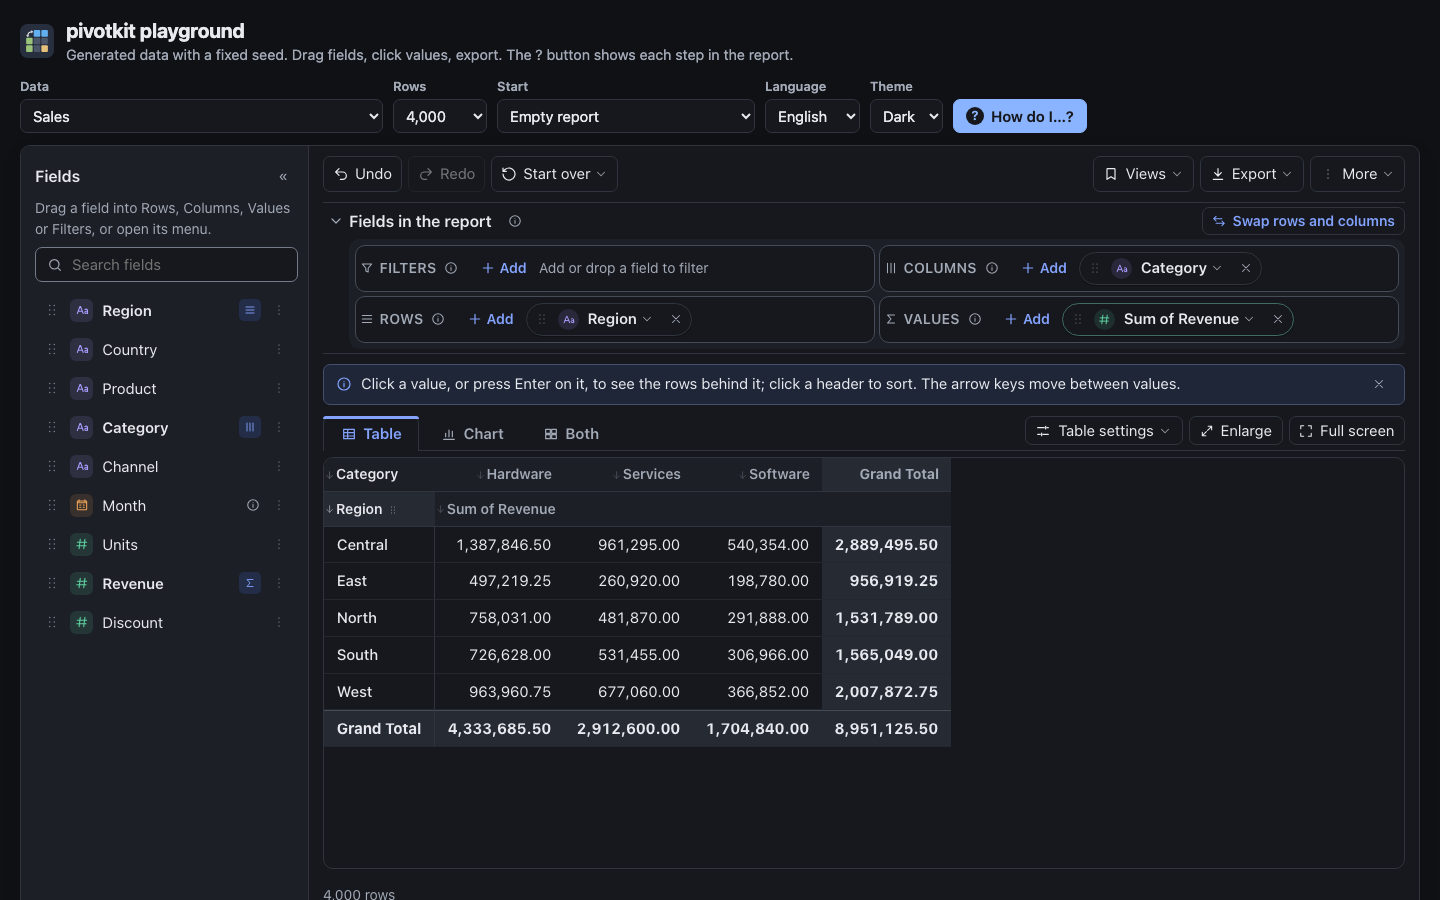 pivotkit playground
Generated data with a fixed seed. Drag fields, click values, export. The ? button shows each step in the report.
Data Rows Start Language Theme
Sales 4,000 Empty report English Dark ? How do I...?
Fields «
Drag a field into Rows, Columns, Values
or Filters, or open its menu.
Search fields
Aa Region
Aa Country
Aa Product
Aa Category
Aa Channel
Month
# Units
# Revenue Σ
# Discount
Undo Redo Start over Views Export More
Fields in the report Swap rows and columns
FILTERS + Add Add or drop a field to filter
COLUMNS + Add Aa Category ×
ROWS + Add Aa Region ×
Σ VALUES + Add # Sum of Revenue ×
Click a value, or press Enter on it, to see the rows behind it; click a header to sort. The arrow keys move between values. ×
Table Chart Both Table settings Enlarge Full screen
↓ Category ↓ Hardware ↓ Services ↓ Software Grand Total
↓ Region ↓ Sum of Revenue
Central 1,387,846.50 961,295.00 540,354.00 2,889,495.50
East 497,219.25 260,920.00 198,780.00 956,919.25
North 758,031.00 481,870.00 291,888.00 1,531,789.00
South 726,628.00 531,455.00 306,966.00 1,565,049.00
West 963,960.75 677,060.00 366,852.00 2,007,872.75
Grand Total 4,333,685.50 2,912,600.00 1,704,840.00 8,951,125.50
4,000 rows